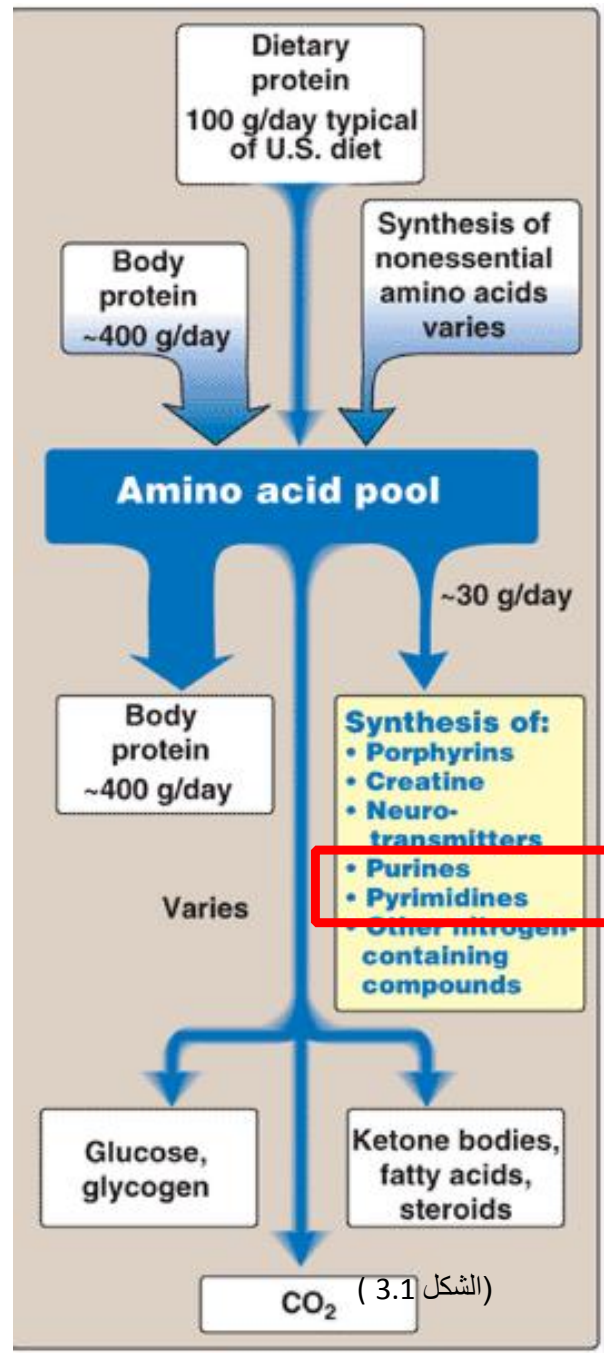 Dietary
protein
100 g/day typical
of U.S. diet
Body
protein
~400 g/day
Synthesis of
nonessential
amino acids
varies
Amino acid pool
~30 g/day
Body
protein
~400 g/day
Synthesis of:
• Porphyrins
• Creatine
• Neuro-
transmitters
• Purines
• Pyrimidines
• Other nitrogen-
containing
compounds
Varies
Glucose,
glycogen
Ketone bodies,
fatty acids,
steroids
CO₂
(الشكل 3.1 )